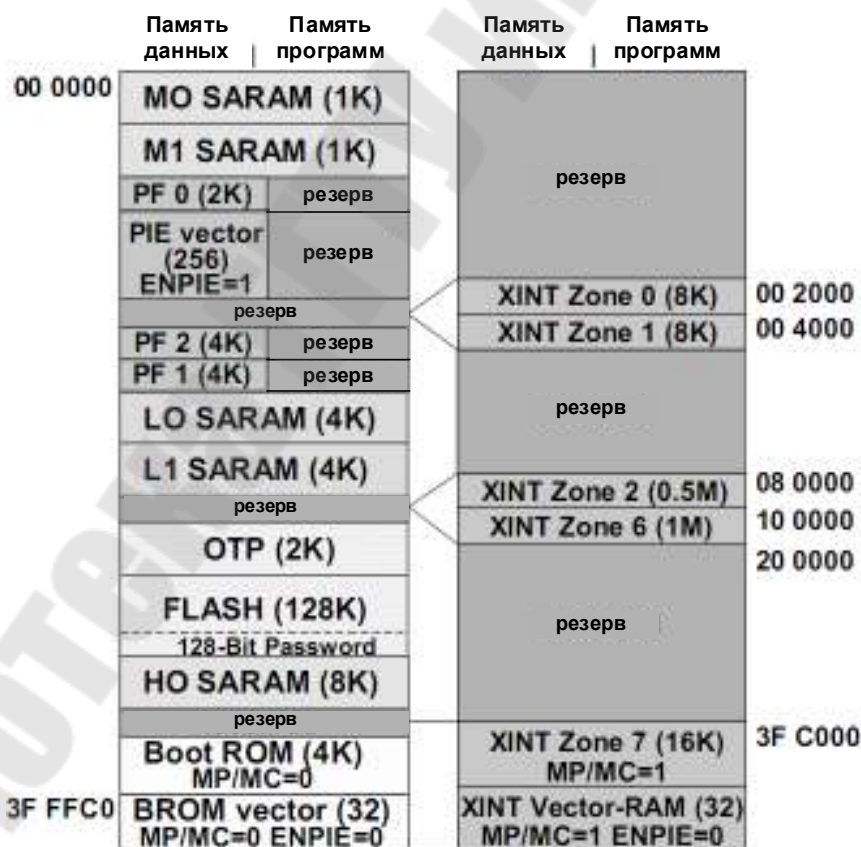 Память данных
Память программ
Память данных
Память программ
00 0000
MO SARAM (1K)
M1 SARAM (1K)
PF 0 (2K)
резерв
PIE vector
(256)
ENPIE=1
резерв
резерв
PF 2 (4K)
резерв
PF 1 (4K)
резерв
LO SARAM (4K)
L1 SARAM (4K)
резерв
OTP (2K)
FLASH (128K)
128-Bit Password
HO SARAM (8K)
резерв
Boot ROM (4K)
MP/MC=0
3F FFC0
BROM vector (32)
MP/MC=0 ENPIE=0
резерв
XINT Zone 0 (8K)
00 2000
XINT Zone 1 (8K)
00 4000
резерв
XINT Zone 2 (0.5M)
08 0000
XINT Zone 6 (1M)
10 0000
20 0000
резерв
XINT Zone 7 (16K)
MP/MC=1
3F C000
XINT Vector-RAM (32)
MP/MC=1 ENPIE=0